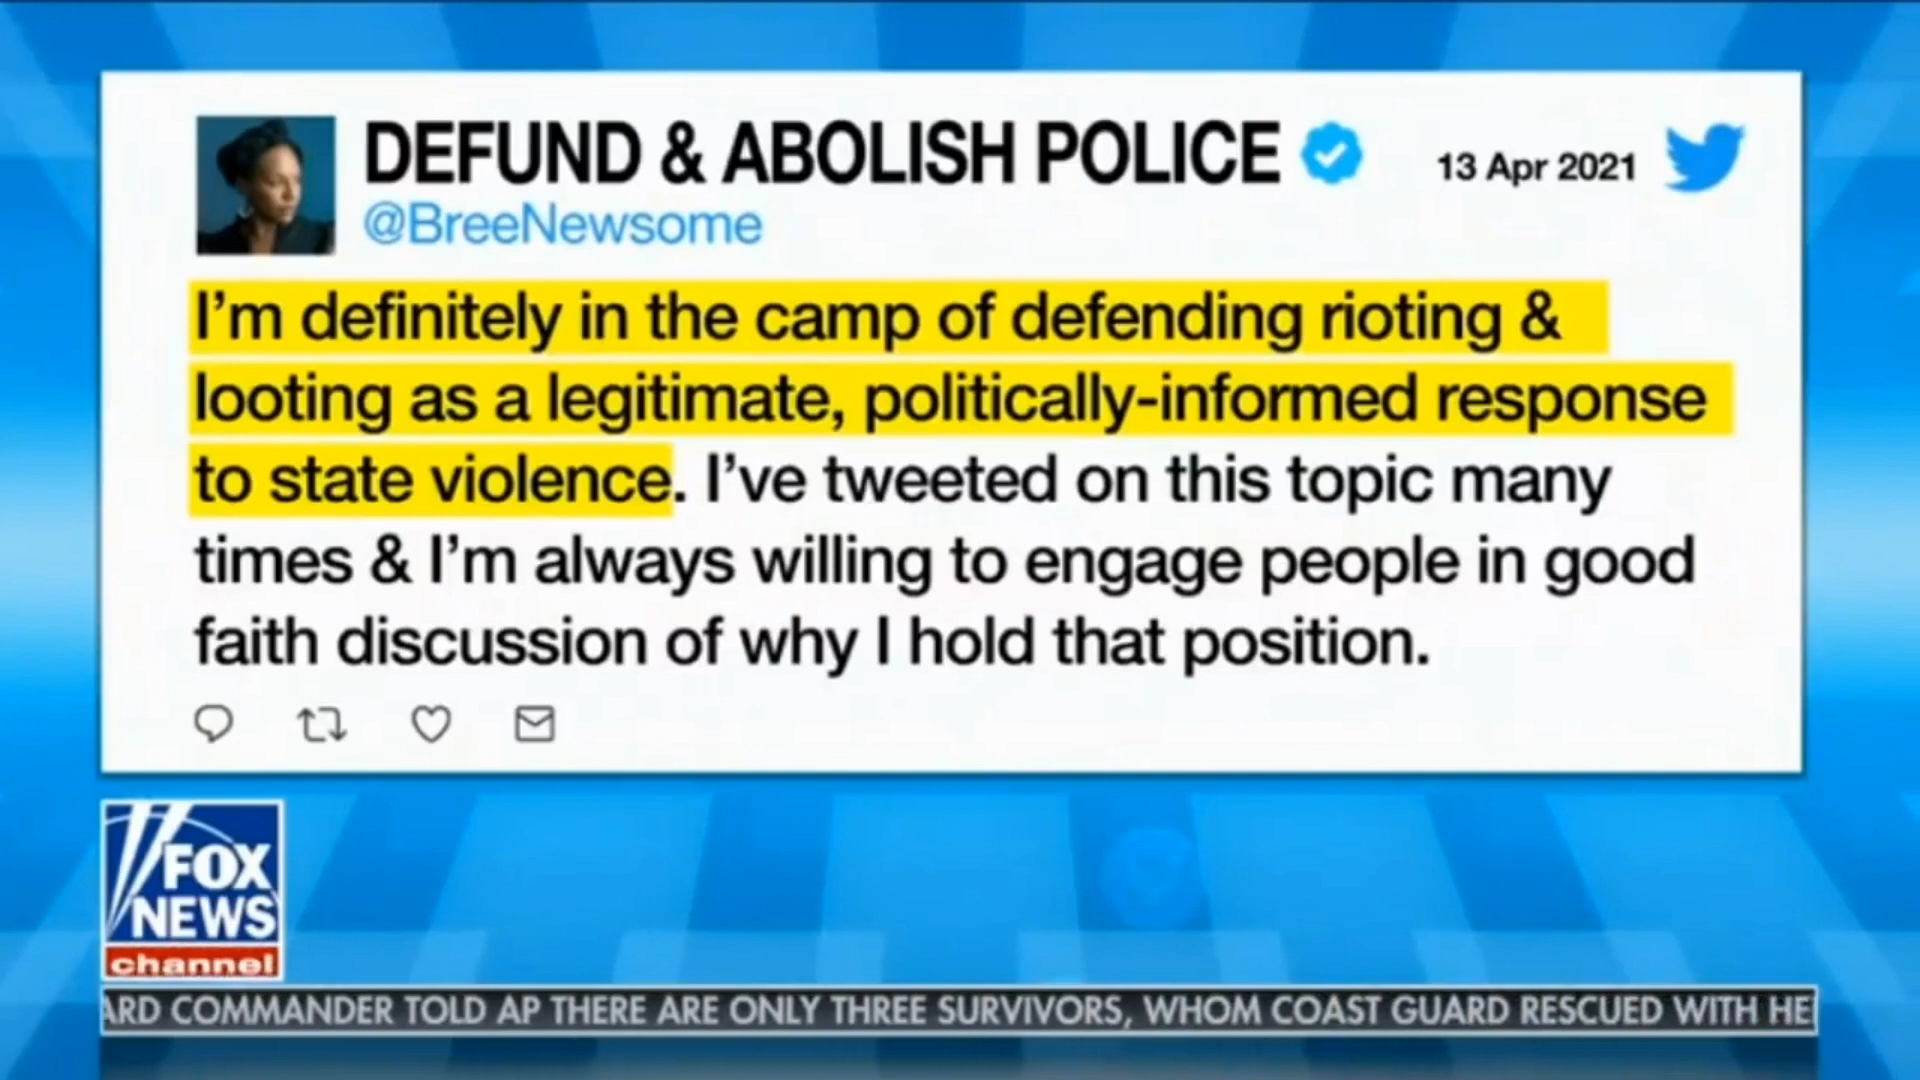 DEFUND & ABOLISH POLICE
13 Apr 2021
@BreeNewsome
I'm definitely in the camp of defending rioting &
looting as a legitimate, politically-informed response
to state violence. I've tweeted on this topic many
times & I'm always willing to engage people in good
faith discussion of why I hold that position.
FOX
NEWS
channel
ARD COMMANDER TOLD AP THERE ARE ONLY THREE SURVIVORS, WHOM COAST GUARD RESCUED WITH HE